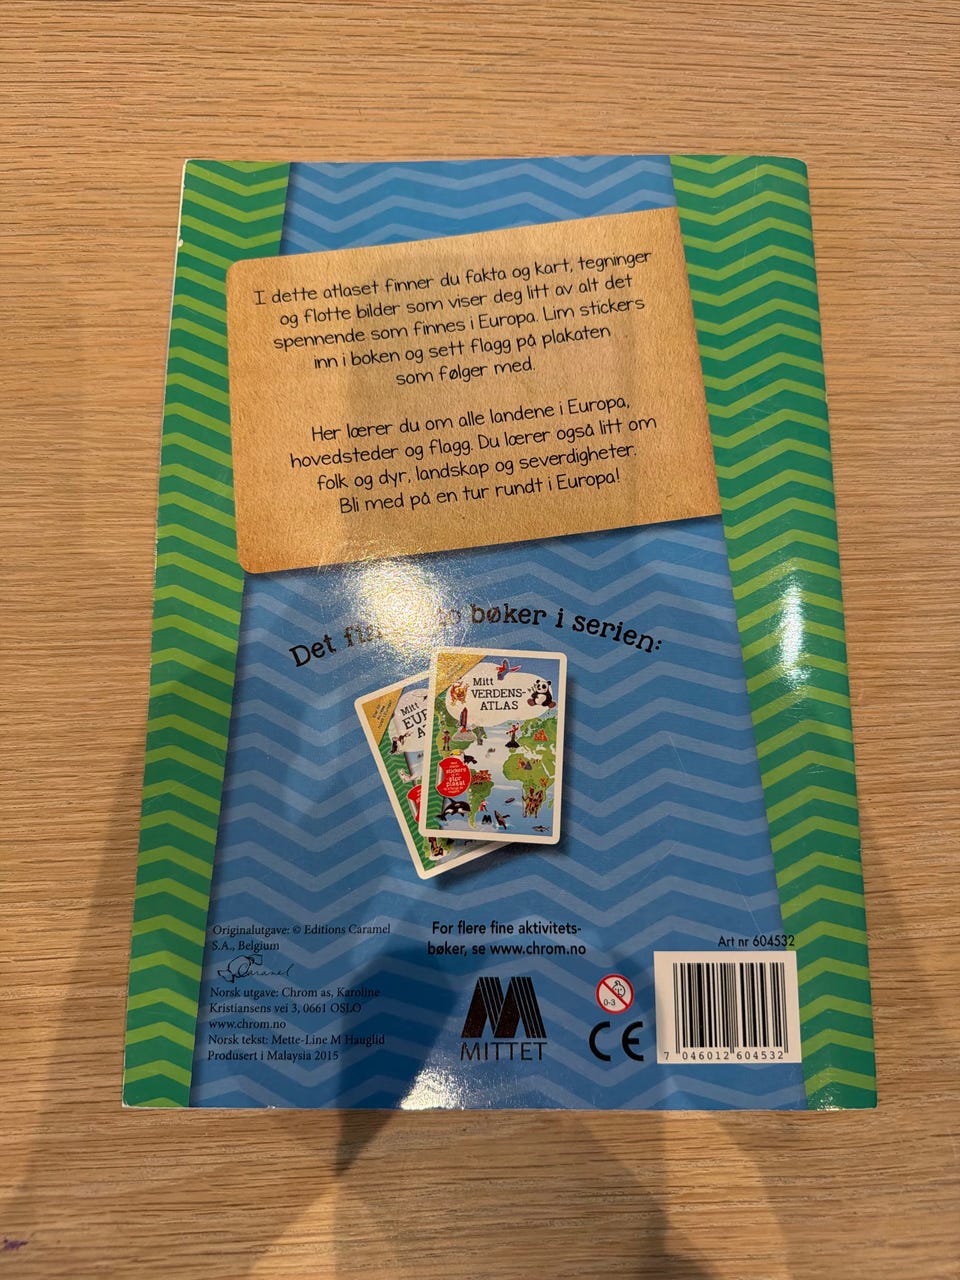 I dette atlaset finner du fakta og kart, tegninger
og flotte bilder som viser deg litt av alt det
spennende som finnes i Europa. Lim stickers
inn i boken og sett flagg på plakaten
som følger med.
Her lærer du om alle landene i Europa,
hovedsteder og flagg. Du lærer også litt om
folk og dyr, landskap og severdigheter.
Bli med på en tur rundt i Europa!
Det bøker i serien:
Mitt
VERDENS-
ATLAS
Mitt
stickers
stor
plakat
Originalutgave: © Editions Caramel
S.A., Belgium
Caramel
Norsk utgave: Chrom as, Karoline
Kristiansens vei 3, 0661 OSLO
www.chrom.no
Norsk tekst: Mette-Line M Hauglid
Produsert i Malaysia 2015
For flere fine aktivitets-
bøker, se www.chrom.no
MITTET
0-3
CE
Art nr 604532
7 046012 604532